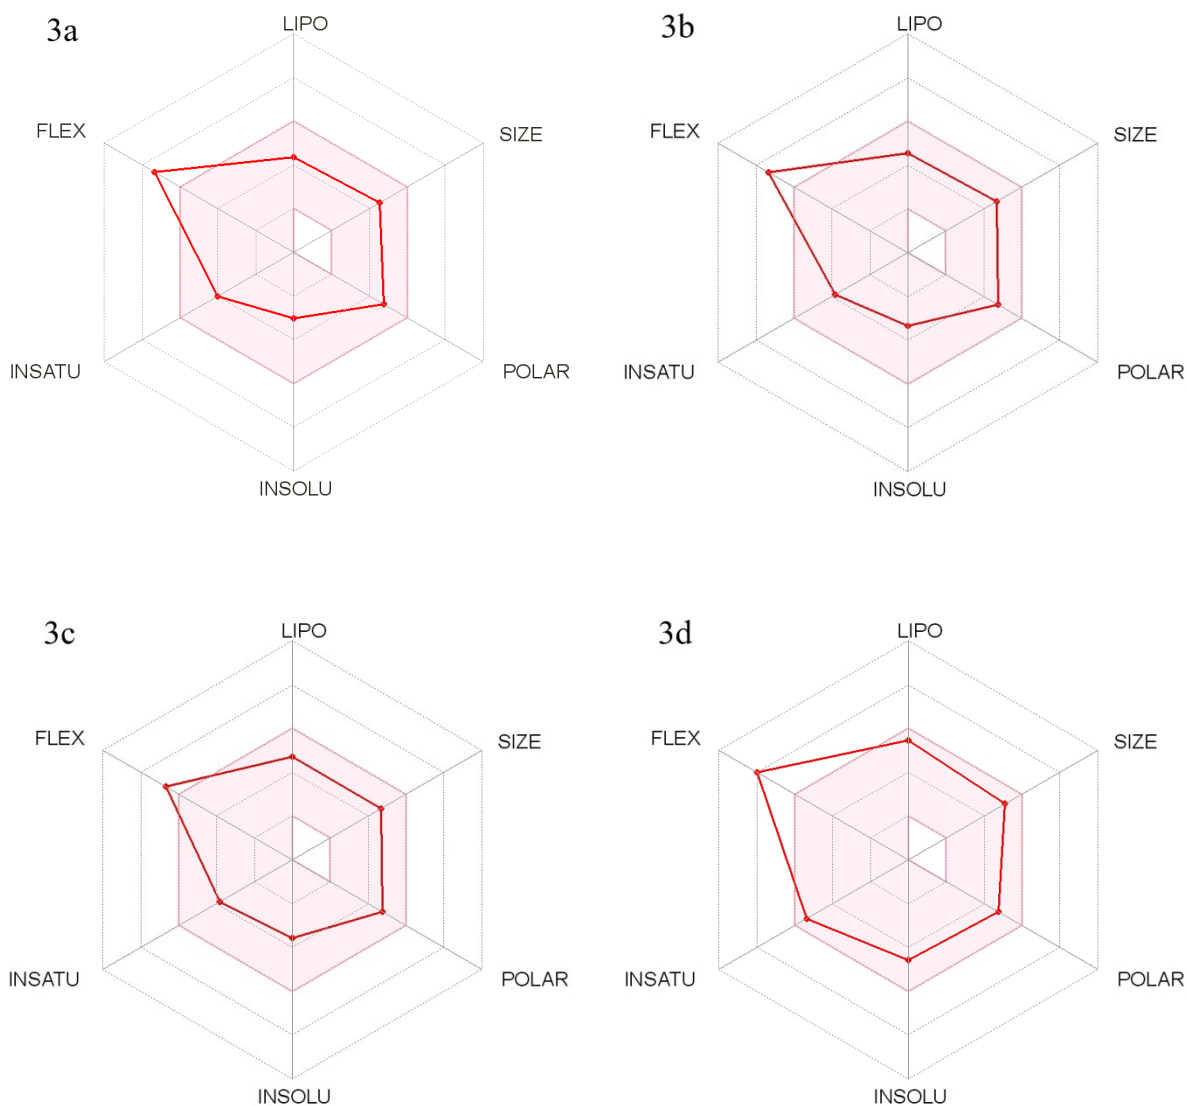 3a
LIPO
FLEX
SIZE
INSATU
POLAR
INSOLU
3b
LIPO
FLEX
SIZE
INSATU
POLAR
INSOLU
3c
LIPO
FLEX
SIZE
INSATU
POLAR
INSOLU
3d
LIPO
FLEX
SIZE
INSATU
POLAR
INSOLU